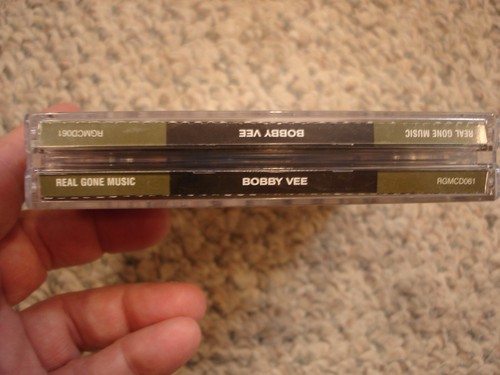 RGMCD061 BOBBY VEE REAL GONE MUSIC
REAL GONE MUSIC BOBBY VEE RGMCD061